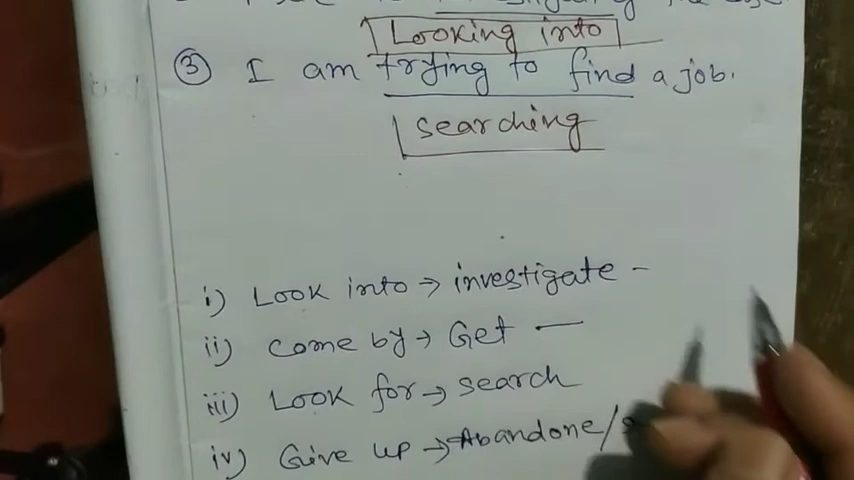 Looking into
③ I am trying to find a job.
searching
i) Look into → investigate -
ii) Come by → Get —
iii) Look for → search
iv) Give up → Abandone/